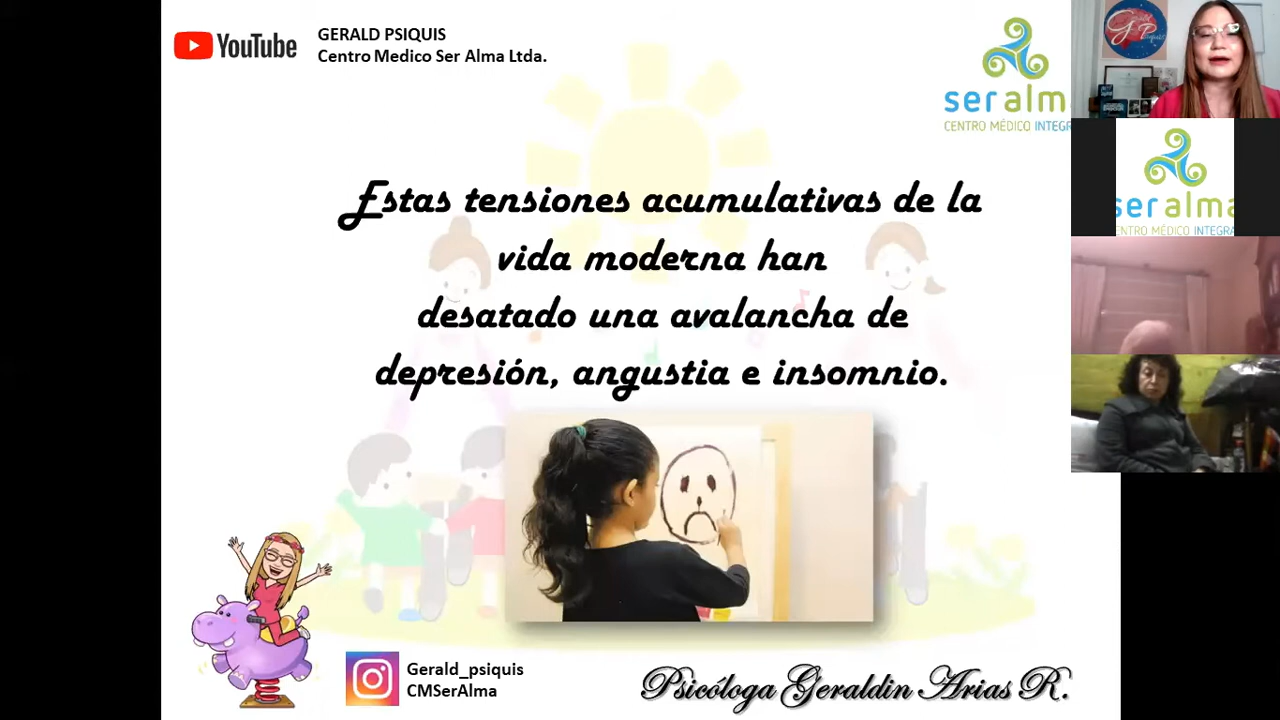 YouTube
GERALD PSIQUIS
Centro Medico Ser Alma Ltda.
ser alma
CENTRO MÉDICO INTEGR
Estas tensiones acumulativas de la
vida moderna han
desatado una avalancha de
depresión, angustia e insomnio.
Gerald_psiquis
CMSerAlma
Psicóloga Geraldin Arias R.
ser alma
CENTRO MÉDICO INTEGRA